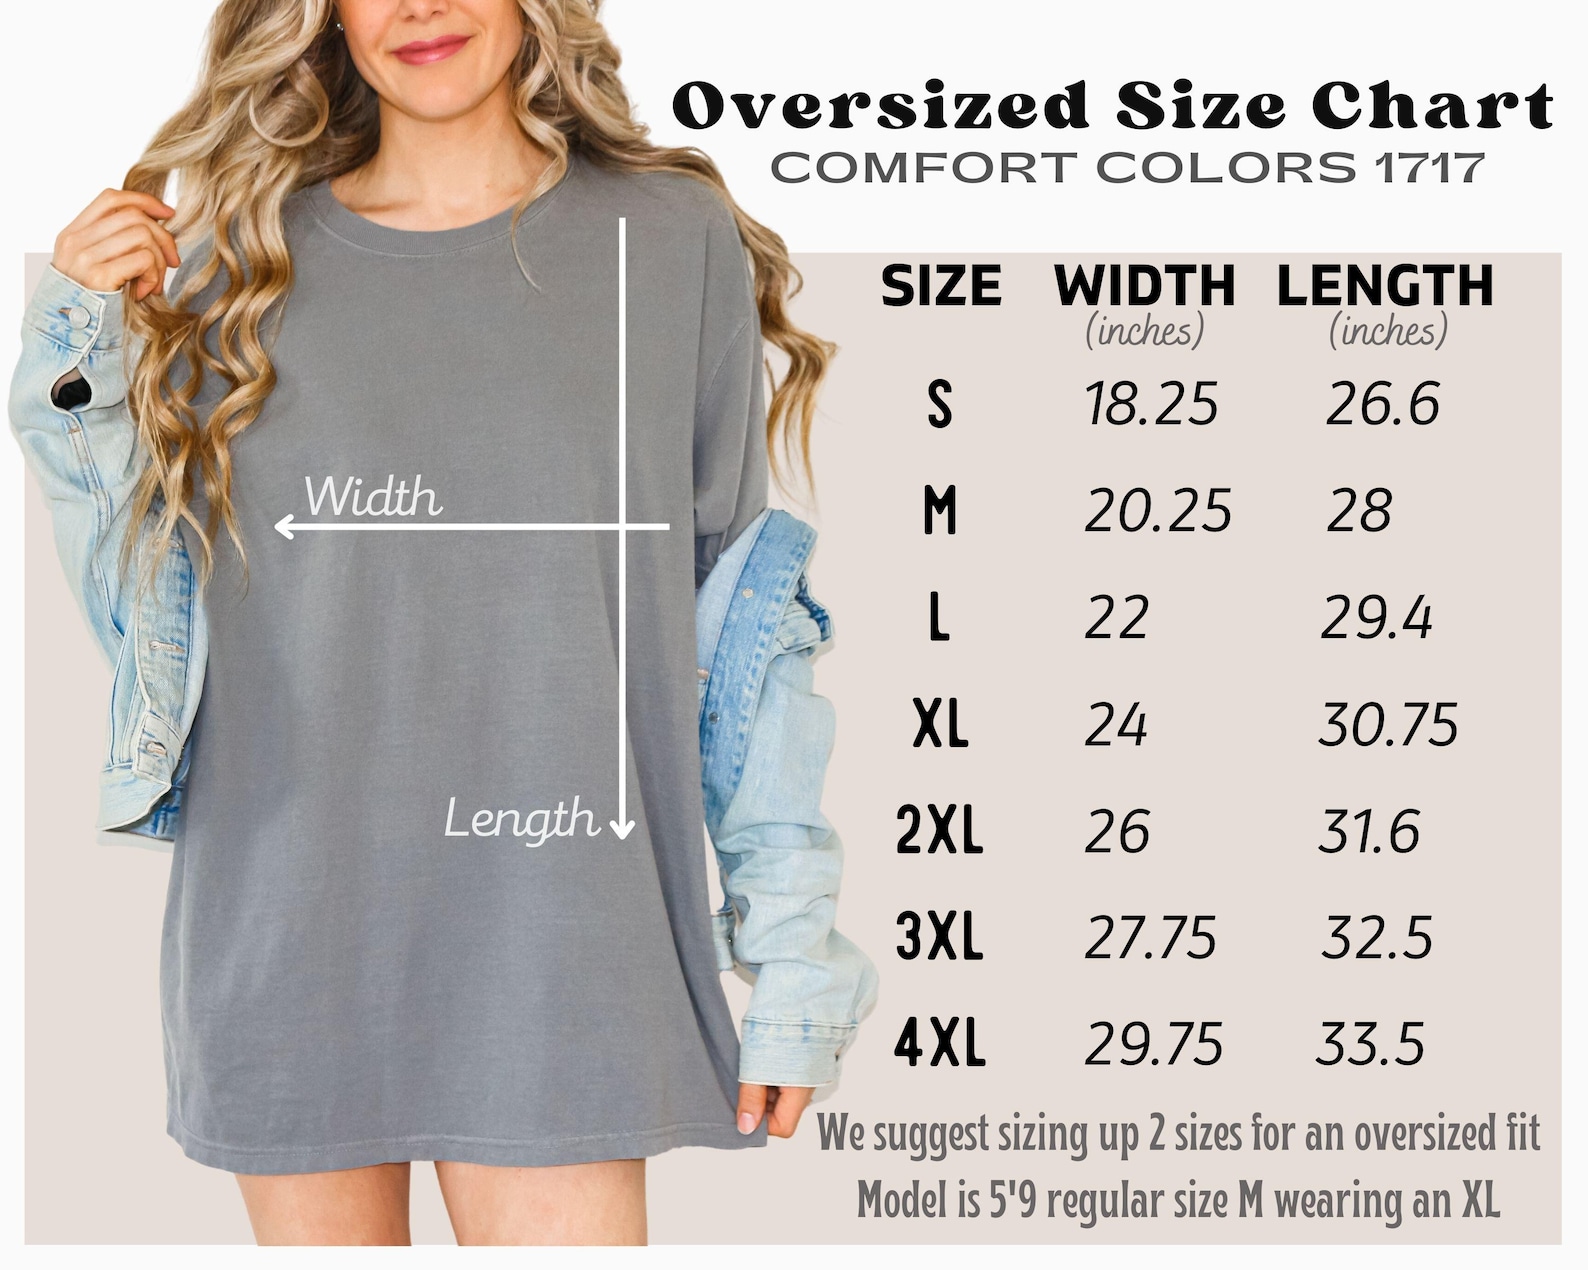 Oversized Size Chart
COMFORT COLORS 1717
SIZE WIDTH LENGTH
(inches) (inches)
S 18.25 26.6
M 20.25 28
L 22 29.4
XL 24 30.75
2XL 26 31.6
3XL 27.75 32.5
4XL 29.75 33.5
Width
Length
We suggest sizing up 2 sizes for an oversized fit
Model is 5'9 regular size M wearing an XL